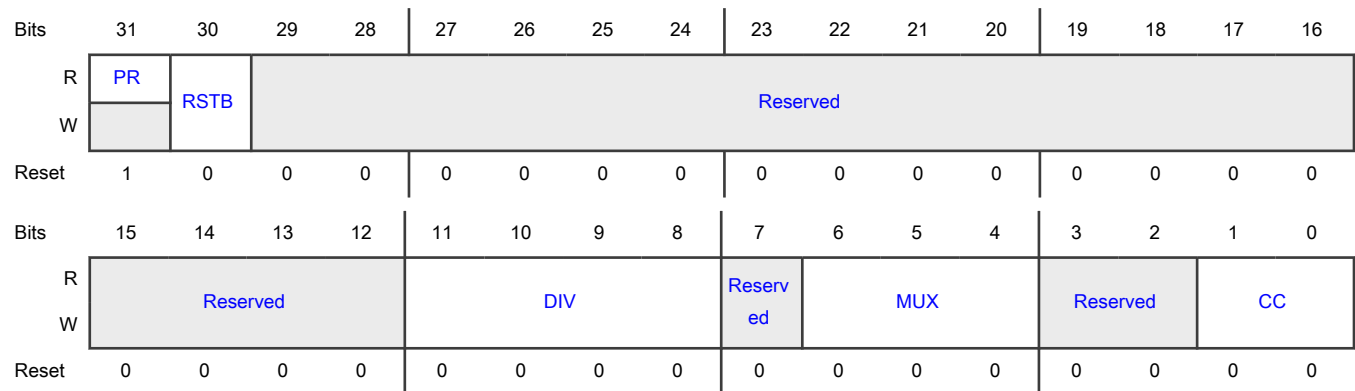 Bits 31 30 29 28 27 26 25 24 23 22 21 20 19 18 17 16
R PR RSTB Reserved
W
Reset 1 0 0 0 0 0 0 0 0 0 0 0 0 0 0 0
Bits 15 14 13 12 11 10 9 8 7 6 5 4 3 2 1 0
R Reserved DIV Reserv MUX Reserved CC
W ed
Reset 0 0 0 0 0 0 0 0 0 0 0 0 0 0 0 0